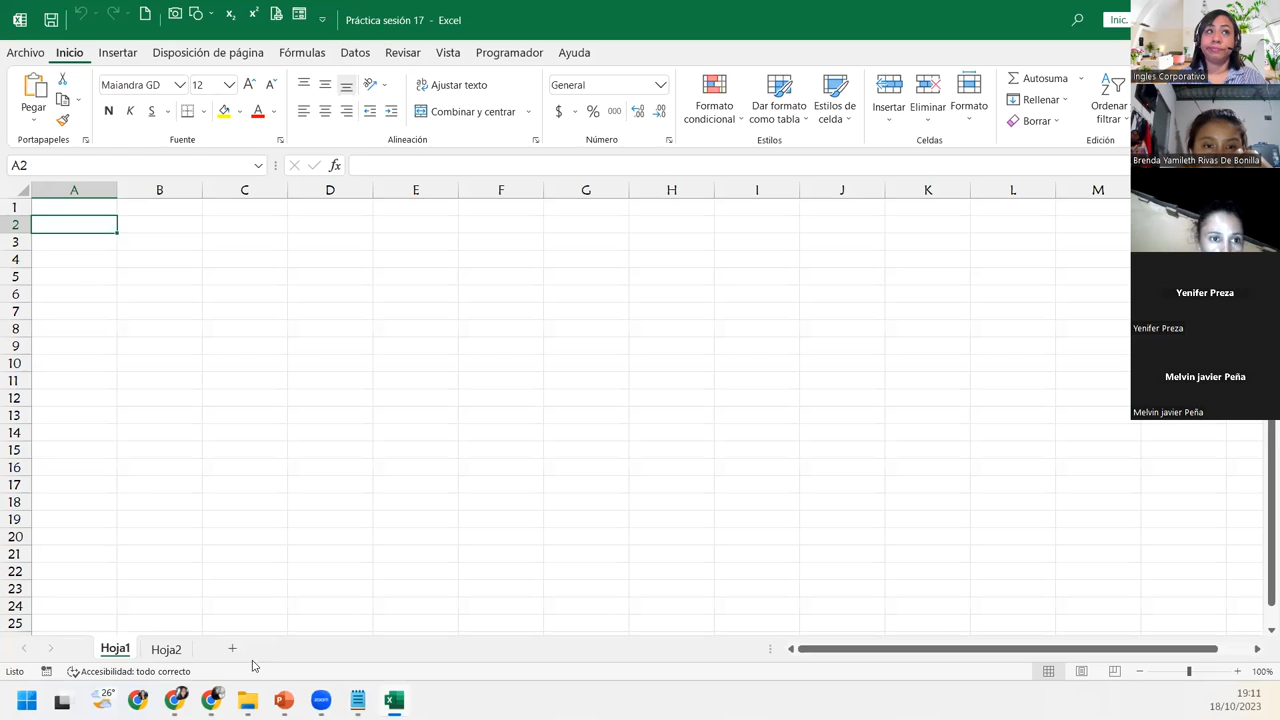 Práctica sesión 17 - Excel
Inic.
Archivo Inicio Insertar Disposición de página Fórmulas Datos Revisar Vista Programador Ayuda
Pegar
Portapapeles
Maiandra GD 12
N K S
Fuente
Ajustar texto
Combinar y centrar
Alineación
General
$ % 000
Número
Formato condicional
Dar formato como tabla
Estilos de celda
Estilos
Insertar
Eliminar
Formato
Celdas
Autosuma
Rellenar
Borrar
Ordenar filtrar
Edición
A2
fx
A B C D E F G H I J K L M
1
2
3
4
5
6
7
8
9
10
11
12
13
14
15
16
17
18
19
20
21
22
23
24
25
Ingles Corporativo
Brenda Yamileth Rivas De Bonilla
Yenifer Preza
Yenifer Preza
Melvin javier Peña
Melvin javier Peña
Hoja1 Hoja2
Listo Accesibilidad: todo correcto 100%
26°
zoom
19:11
18/10/2023